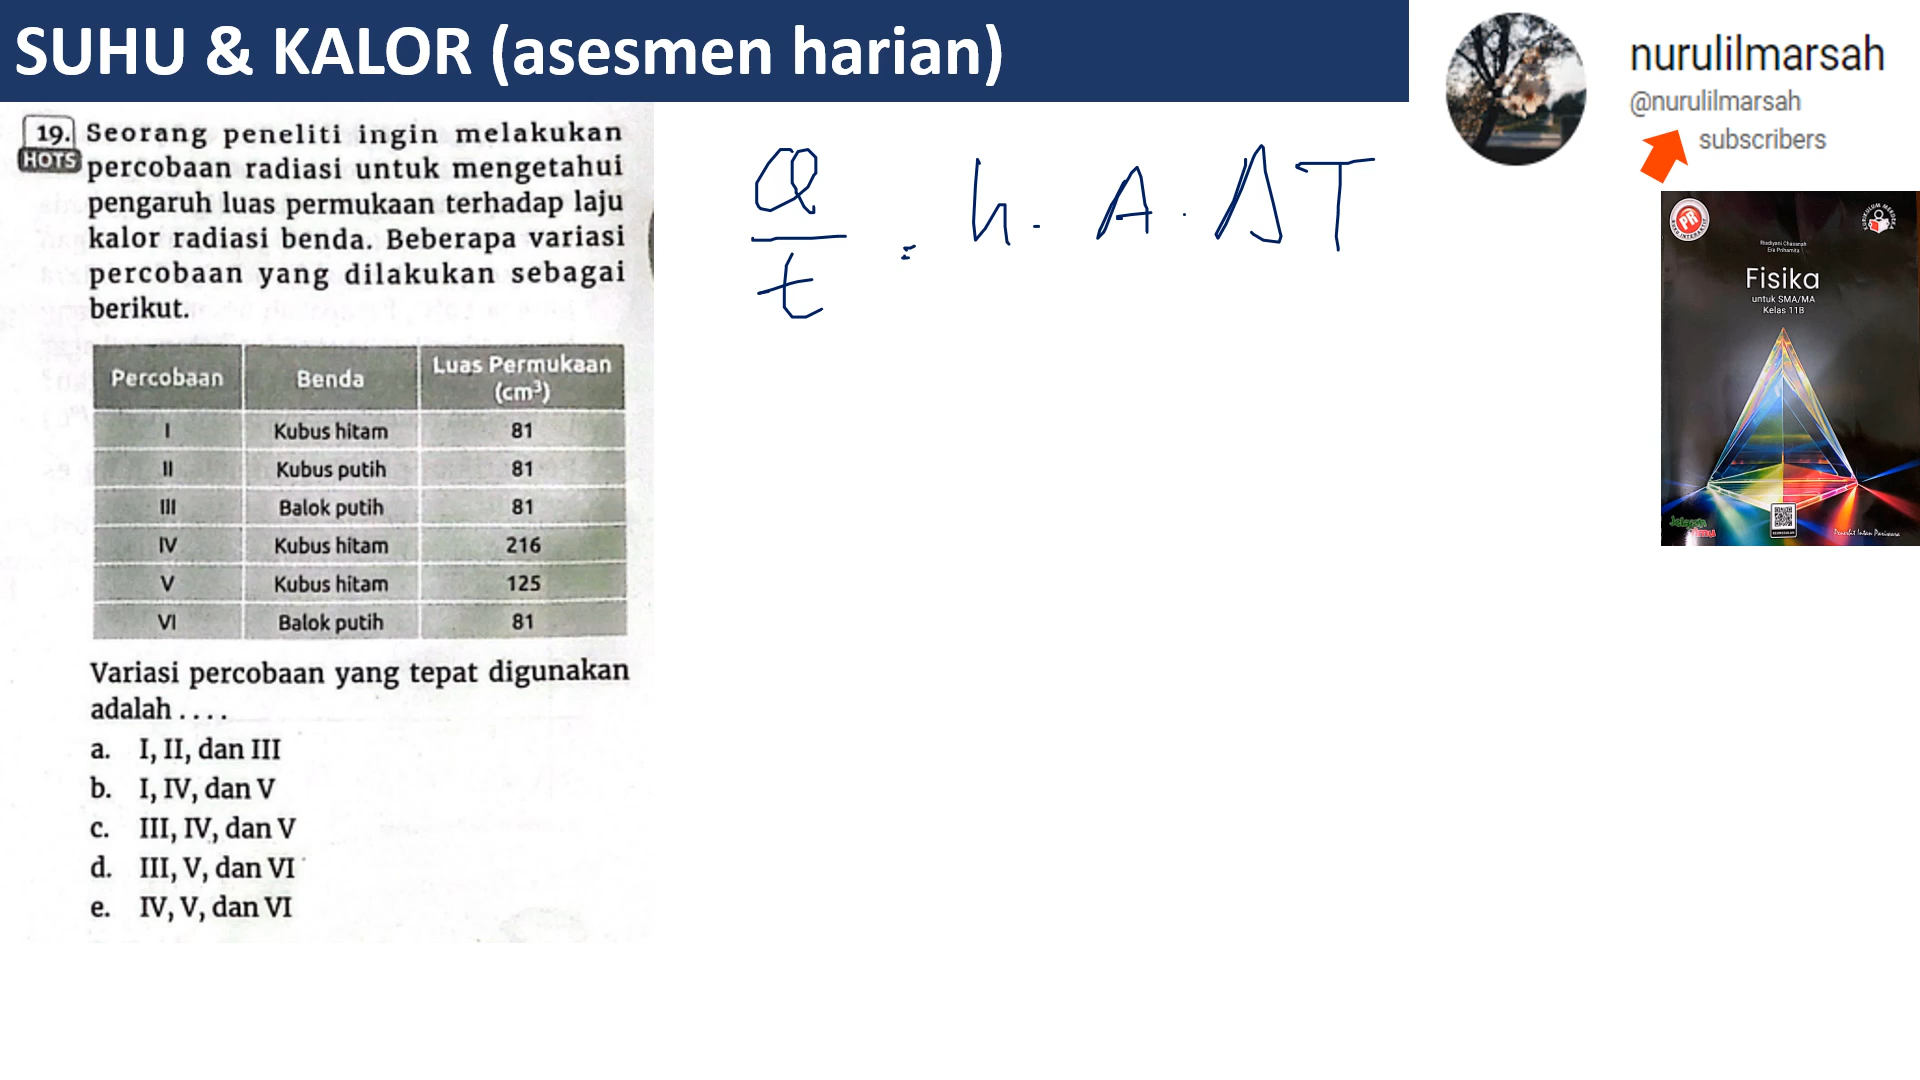 SUHU & KALOR (asesmen harian)
nurulilmarsah
@nurulilmarsah
subscribers
19. Seorang peneliti ingin melakukan
HOTS percobaan radiasi untuk mengetahui
pengaruh luas permukaan terhadap laju
kalor radiasi benda. Beberapa variasi
percobaan yang dilakukan sebagai
berikut.
Percobaan Benda Luas Permukaan (cm³)
I Kubus hitam 81
II Kubus putih 81
III Balok putih 81
IV Kubus hitam 216
V Kubus hitam 125
VI Balok putih 81
Variasi percobaan yang tepat digunakan
adalah . . . .
a. I, II, dan III
b. I, IV, dan V
c. III, IV, dan V
d. III, V, dan VI
e. IV, V, dan VI
Q/t = h . A . ΔT
PR
Fisika
untuk SMA/MA
Kelas 11B
Penerbit Intan Pariwara